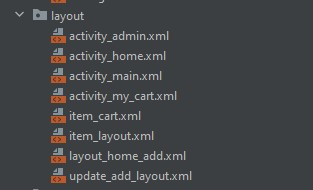 layout
activity_admin.xml
activity_home.xml
activity_main.xml
activity_my_cart.xml
item_cart.xml
item_layout.xml
layout_home_add.xml
update_add_layout.xml